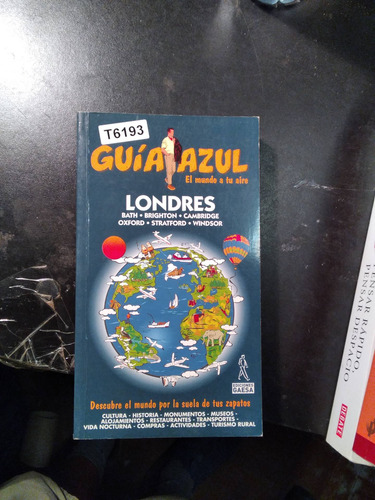 T6193
GUÍA AZUL
El mundo a tu aire
LONDRES
BATH • BRIGHTON • CAMBRIDGE
OXFORD • STRATFORD • WINDSOR
EDICIONES
GAESA
Descubre el mundo por la suela de tus zapatos
CULTURA - HISTORIA - MONUMENTOS - MUSEOS -
ALOJAMIENTOS - RESTAURANTES - TRANSPORTES -
VIDA NOCTURNA - COMPRAS - ACTIVIDADES - TURISMO RURAL
PENSAR RÁPIDO,
PENSAR DESPACIO
DEBATE